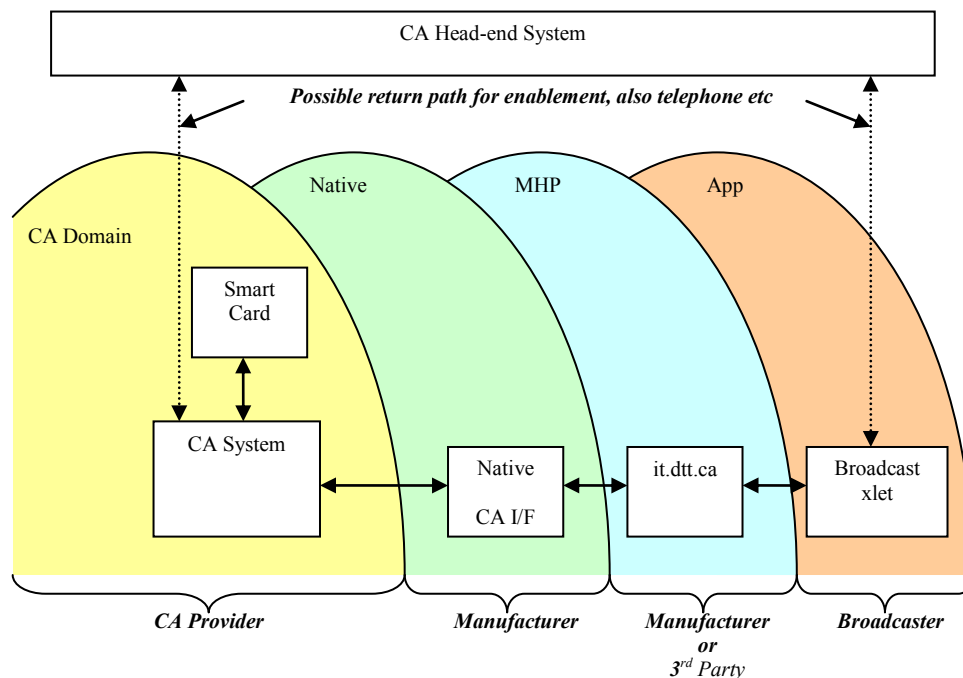 CA Head-end System
Possible return path for enablement, also telephone etc
Native
MHP
App
CA Domain
Smart
Card
CA System
Native
CA I/F
it.dtt.ca
Broadcast
xlet
CA Provider
Manufacturer
Manufacturer
or
3rd Party
Broadcaster